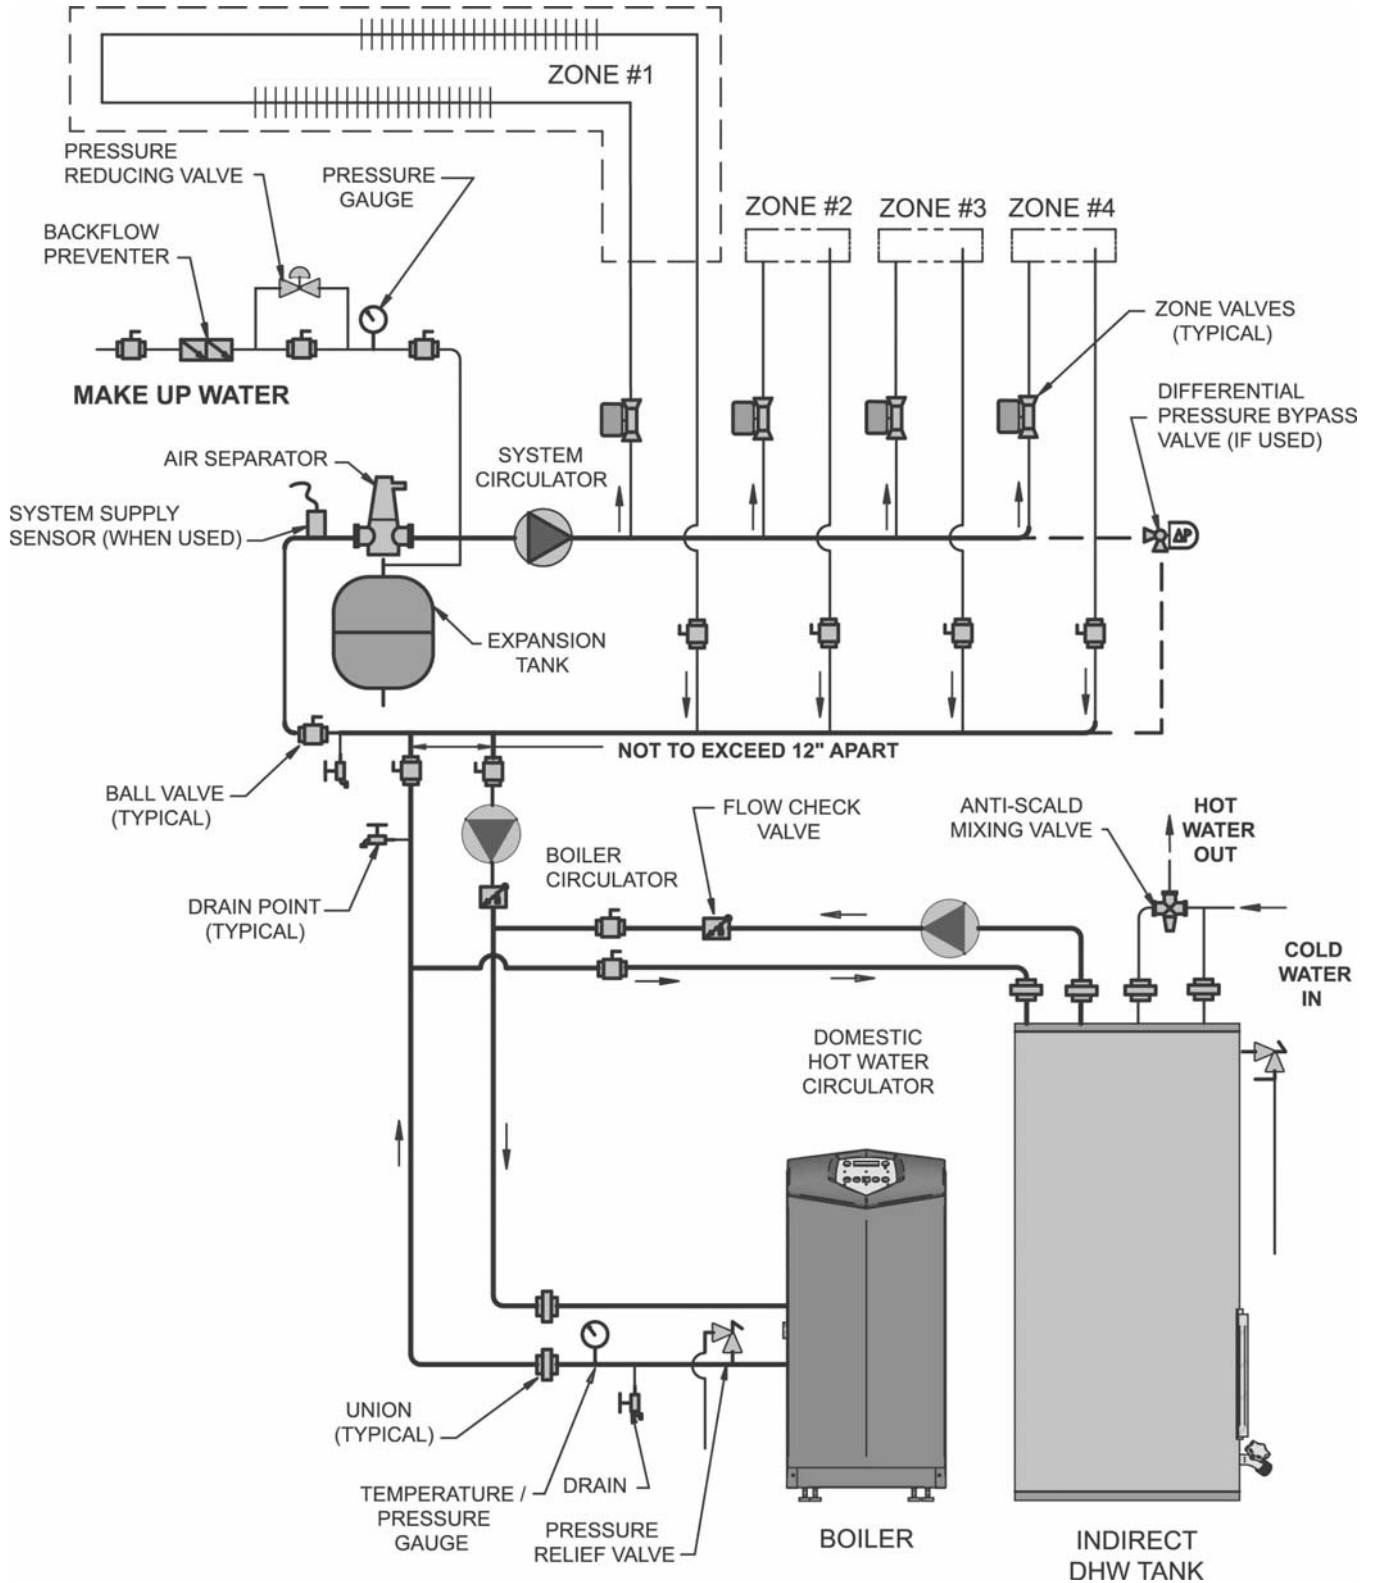 ZONE #1
PRESSURE
REDUCING VALVE
PRESSURE
GAUGE
BACKFLOW
PREVENTER
ZONE #2
ZONE #3
ZONE #4
ZONE VALVES
(TYPICAL)
MAKE UP WATER
DIFFERENTIAL
PRESSURE BYPASS
VALVE (IF USED)
AIR SEPARATOR
SYSTEM
CIRCULATOR
SYSTEM SUPPLY
SENSOR (WHEN USED)
ΔP
EXPANSION
TANK
NOT TO EXCEED 12" APART
BALL VALVE
(TYPICAL)
FLOW CHECK
VALVE
ANTI-SCALD
MIXING VALVE
HOT
WATER
OUT
BOILER
CIRCULATOR
DRAIN POINT
(TYPICAL)
COLD
WATER
IN
DOMESTIC
HOT WATER
CIRCULATOR
UNION
(TYPICAL)
TEMPERATURE /
PRESSURE
GAUGE
DRAIN
PRESSURE
RELIEF VALVE
BOILER
INDIRECT
DHW TANK